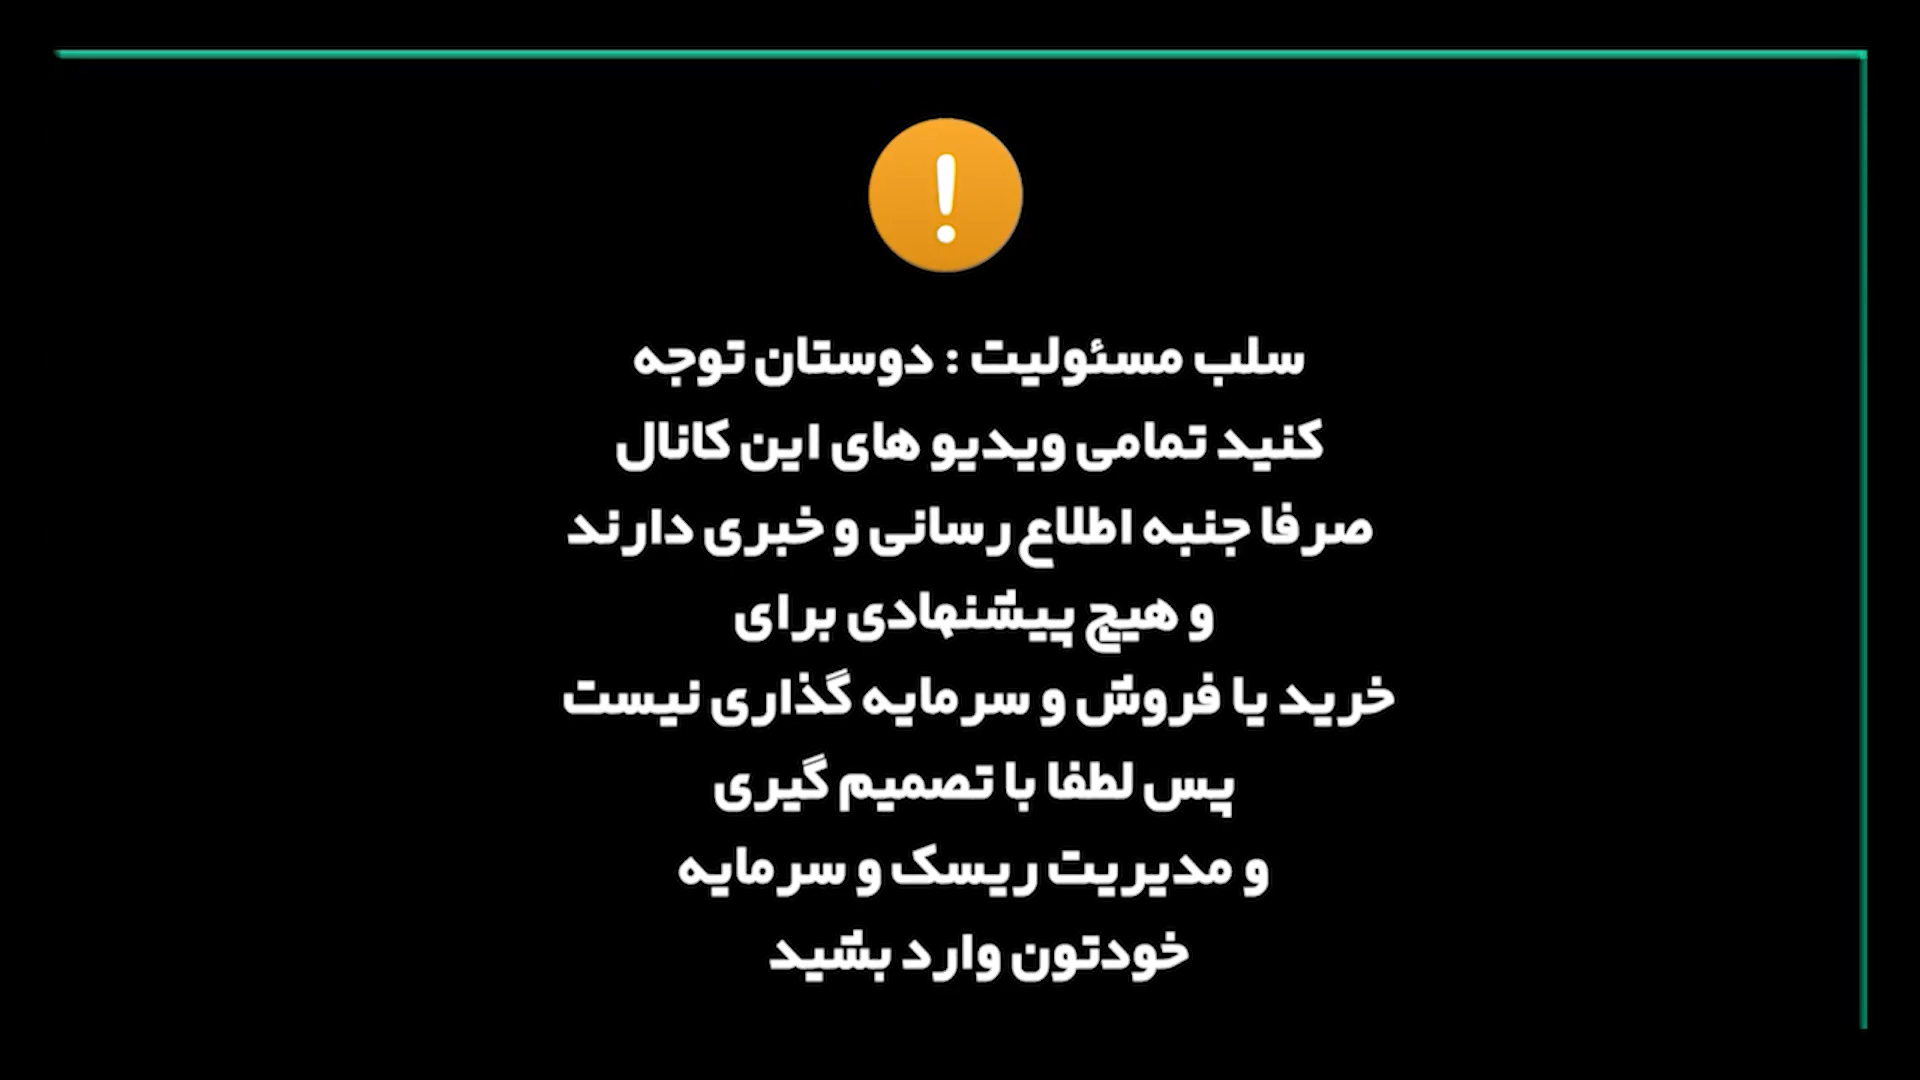 سلب مسئولیت : دوستان توجه
کنید تمامی ویدیو های این کانال
صرفا جنبه اطلاع رسانی و خبری دارند
و هیچ پیشنهادی برای
خرید یا فروش و سرمایه گذاری نیست
پس لطفا با تصمیم گیری
و مدیریت ریسک و سرمایه
خودتون وارد بشید